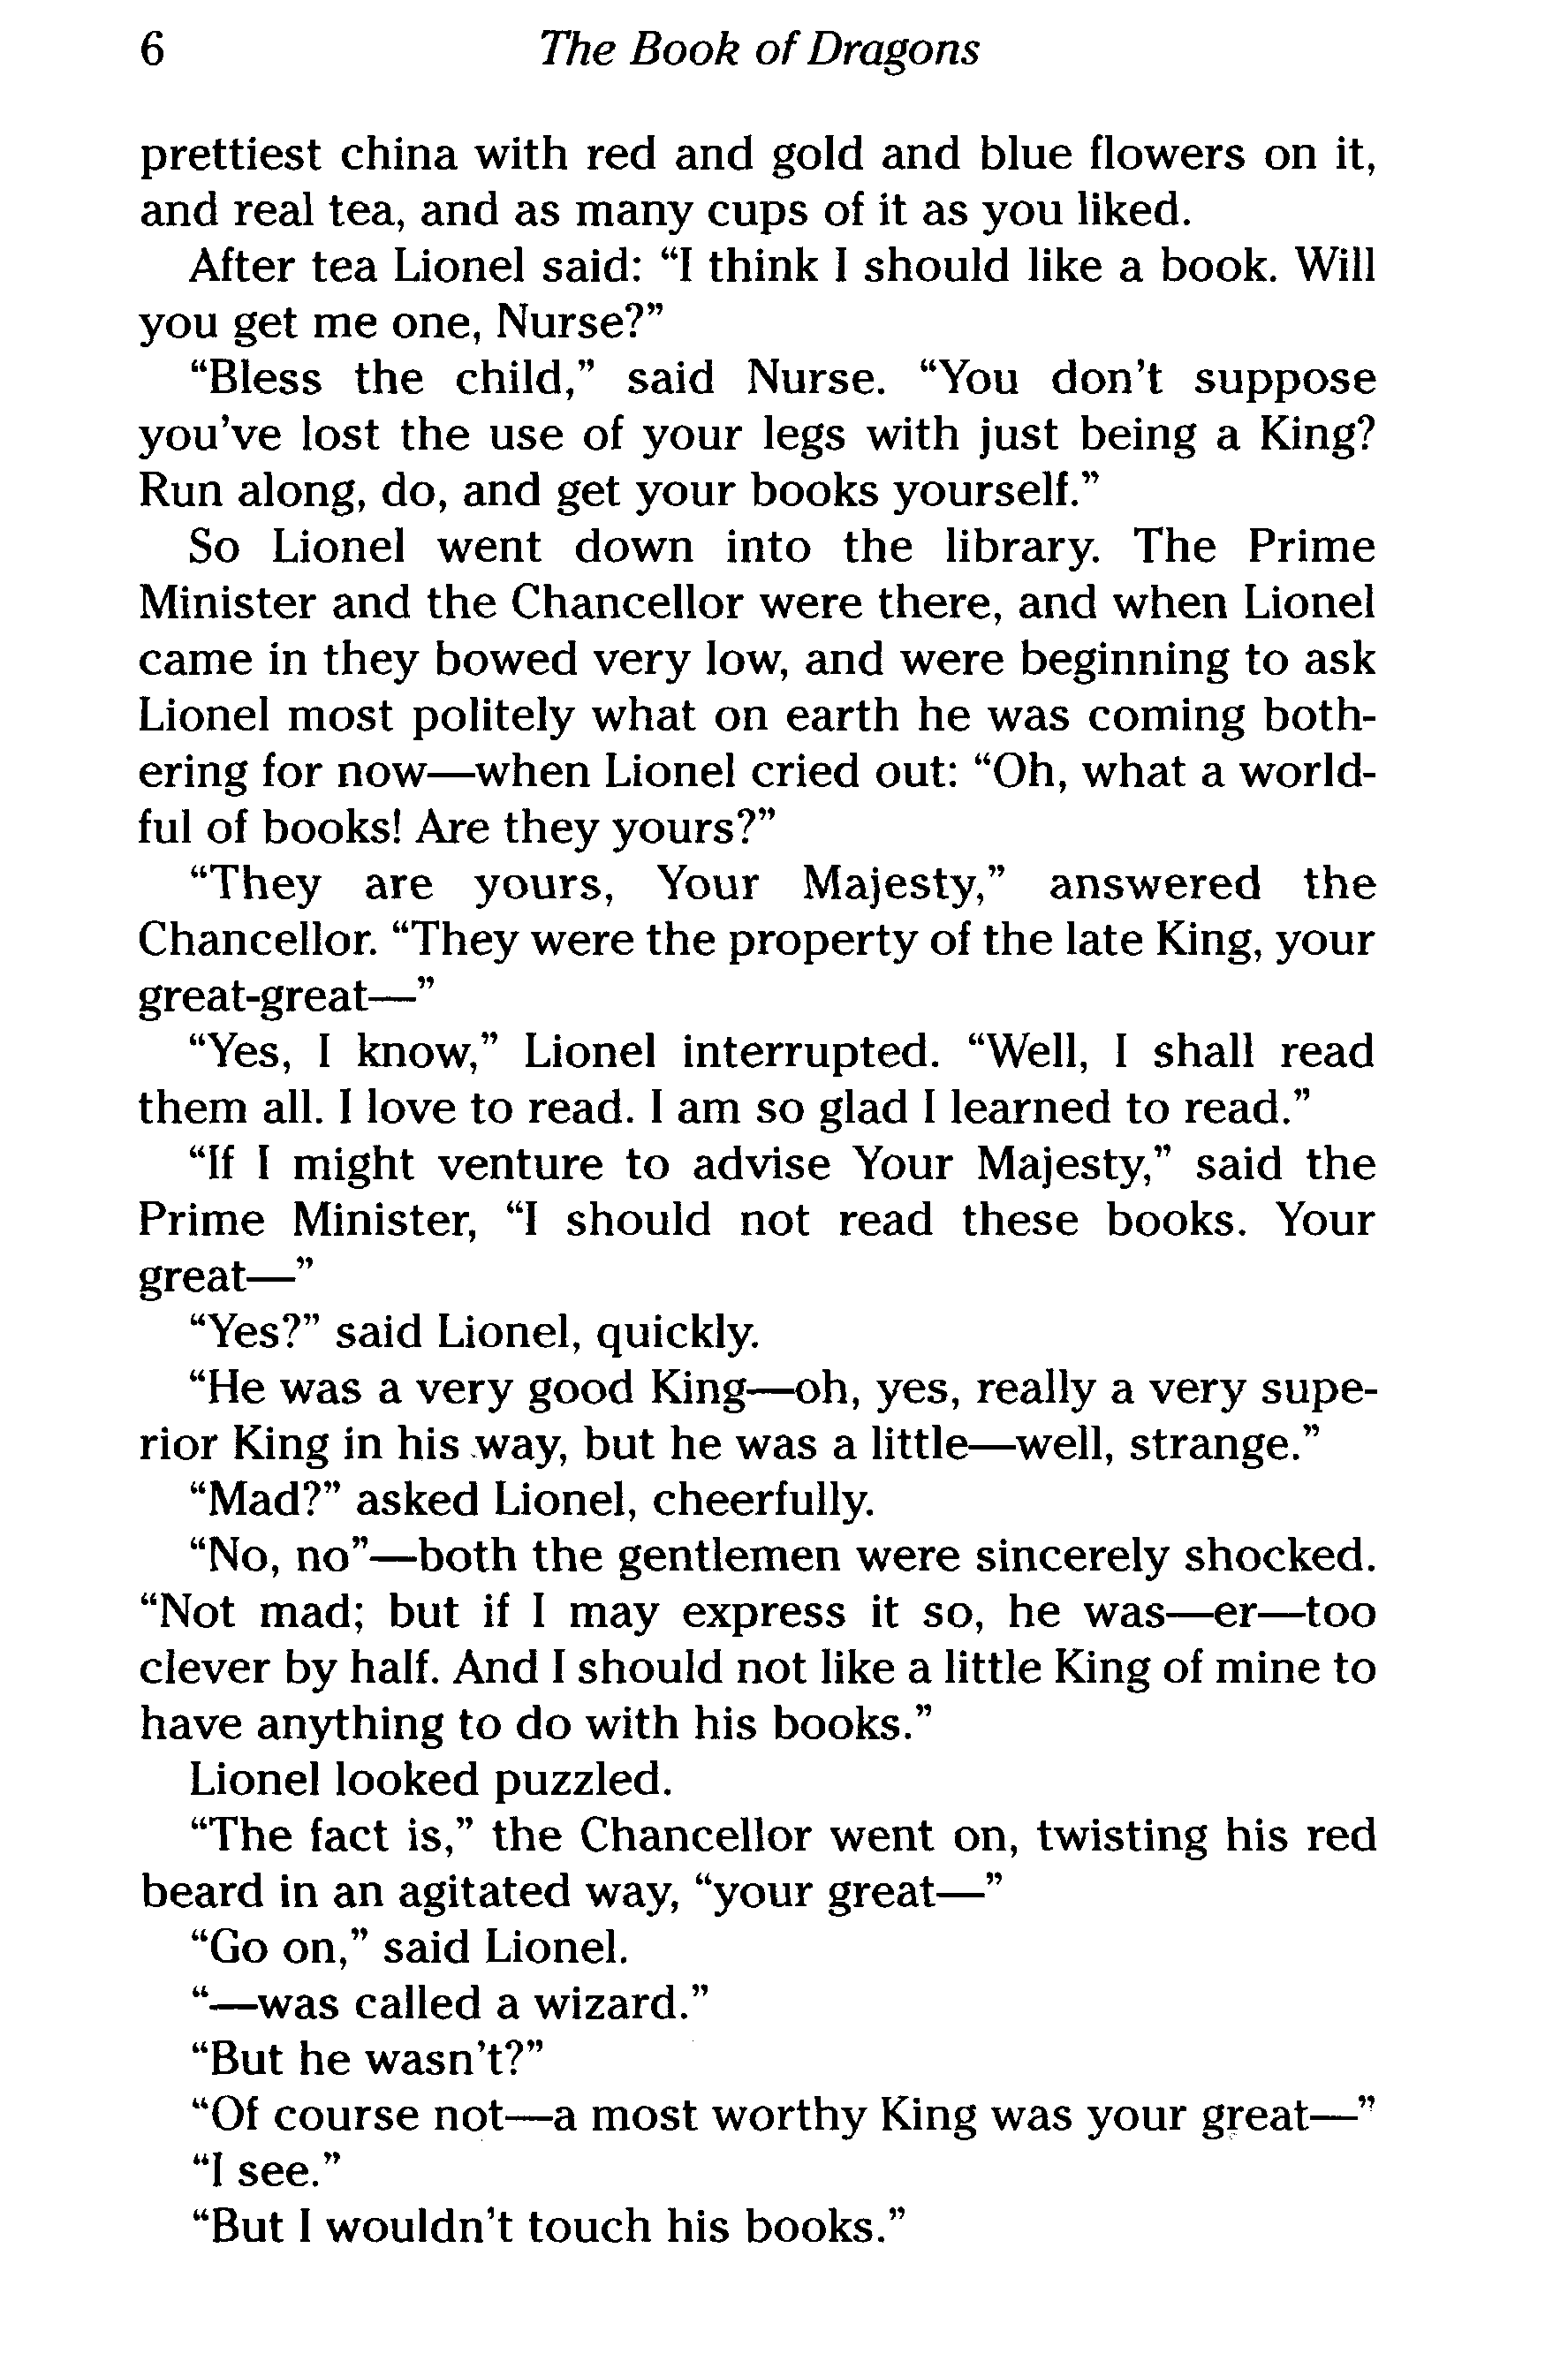 6 The Book of Dragons
prettiest china with red and gold and blue flowers on it,
and real tea, and as many cups of it as you liked.
After tea Lionel said: “I think I should like a book. Will
you get me one, Nurse?”
“Bless the child,” said Nurse. “You don’t suppose
you’ve lost the use of your legs with just being a King?
Run along, do, and get your books yourself.”
So Lionel went down into the library. The Prime
Minister and the Chancellor were there, and when Lionel
came in they bowed very low, and were beginning to ask
Lionel most politely what on earth he was coming both-
ering for now—when Lionel cried out: “Oh, what a world-
ful of books! Are they yours?”
“They are yours, Your Majesty,” answered the
Chancellor. “They were the property of the late King, your
great-great—”
“Yes, I know,” Lionel interrupted. “Well, I shall read
them all. I love to read. I am so glad I learned to read.”
“If I might venture to advise Your Majesty,” said the
Prime Minister, “I should not read these books. Your
great—”
“Yes?” said Lionel, quickly.
“He was a very good King—oh, yes, really a very supe-
rior King in his way, but he was a little—well, strange.”
“Mad?” asked Lionel, cheerfully.
“No, no”—both the gentlemen were sincerely shocked.
“Not mad; but if I may express it so, he was—er—too
clever by half. And I should not like a little King of mine to
have anything to do with his books.”
Lionel looked puzzled.
“The fact is,” the Chancellor went on, twisting his red
beard in an agitated way, “your great—”
“Go on,” said Lionel.
“—was called a wizard.”
“But he wasn’t?”
“Of course not—a most worthy King was your great—”
“I see.”
“But I wouldn’t touch his books.”